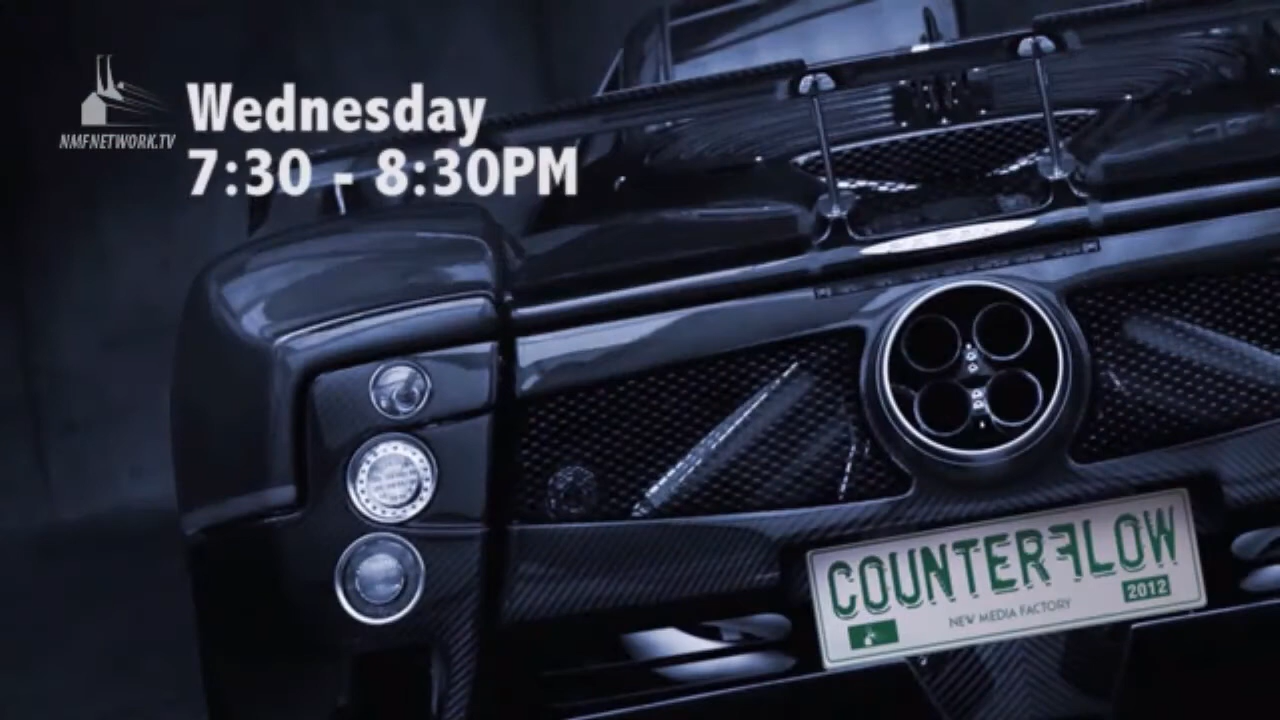 NMFNETWORK.TV
Wednesday
7:30 - 8:30PM
COUNTERFLOW
2012
NEW MEDIA FACTORY